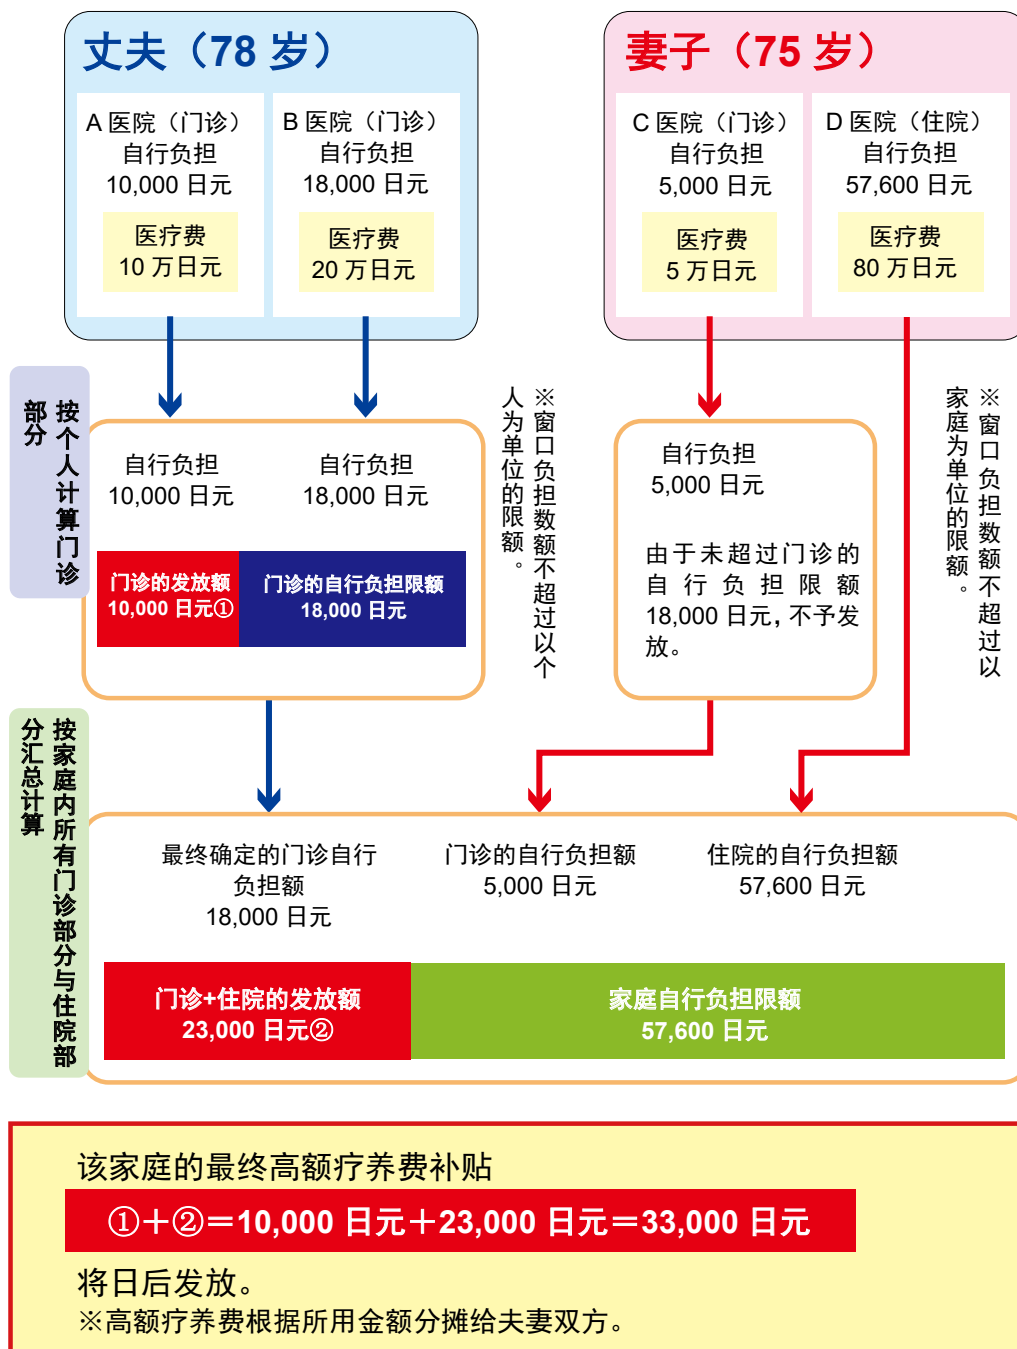 丈夫（78 岁）
A 医院（门诊）
自行负担
10,000 日元
医疗费
10 万日元
B 医院（门诊）
自行负担
18,000 日元
医疗费
20 万日元
妻子（75 岁）
C 医院（门诊）
自行负担
5,000 日元
医疗费
5 万日元
D 医院（住院）
自行负担
57,600 日元
医疗费
80 万日元
按个人计算门诊
部分
自行负担
10,000 日元
自行负担
18,000 日元
门诊的发放额
10,000 日元①
门诊的自行负担限额
18,000 日元
※窗口负担数额不超过以个
人为单位的限额。
自行负担
5,000 日元
由于未超过门诊的
自行负担限额
18,000 日元，不予发
放。
※窗口负担数额不超过以
家庭为单位的限额。
按家庭内所有门诊部分与住院部
分汇总计算
最终确定的门诊自行
负担额
18,000 日元
门诊的自行负担额
5,000 日元
住院的自行负担额
57,600 日元
门诊+住院的发放额
23,000 日元②
家庭自行负担限额
57,600 日元
该家庭的最终高额疗养费补贴
①＋②＝10,000 日元＋23,000 日元＝33,000 日元
将日后发放。
※高额疗养费根据所用金额分摊给夫妻双方。